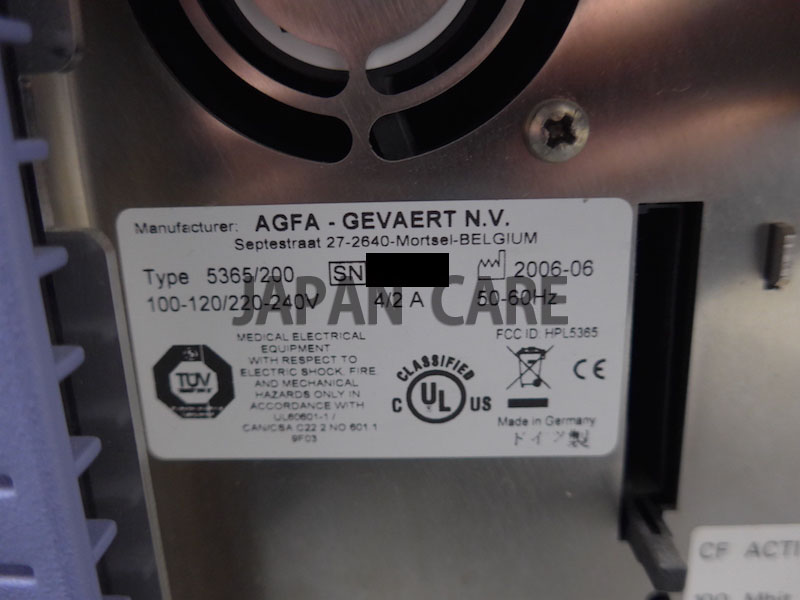 Manufacturer: AGFA - GEVAERT N.V.
Septestraat 27-2640-Mortsel-BELGIUM
Type 5365/200 SN 2006-06
100-120/220-240V 4/2 A 50-60Hz
JAPAN CARE
FCC ID: HPL5365
MEDICAL ELECTRICAL
EQUIPMENT
WITH RESPECT TO
ELECTRIC SHOCK, FIRE
AND MECHANICAL
HAZARDS ONLY IN
ACCORDANCE WITH
UL60601-1 /
CAN/CSA C22.2 NO 601.1
9F03
TÜV
CLASSIFIED
C UL US
CE
Made in Germany
ドイツ製
CF ACTI
100 Mbit